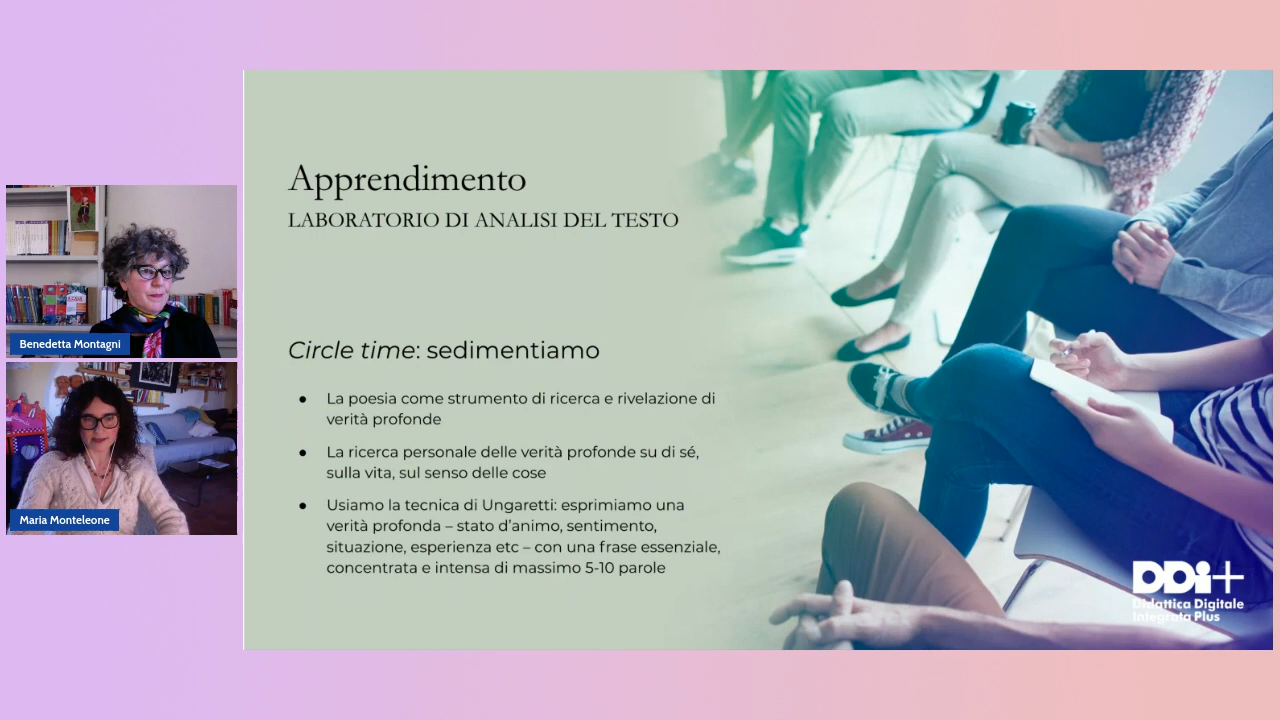 Apprendimento
LABORATORIO DI ANALISI DEL TESTO
Circle time: sedimentiamo
● La poesia come strumento di ricerca e rivelazione di
verità profonde
● La ricerca personale delle verità profonde su di sé,
sulla vita, sul senso delle cose
● Usiamo la tecnica di Ungaretti: esprimiamo una
verità profonda – stato d’animo, sentimento,
situazione, esperienza etc – con una frase essenziale,
concentrata e intensa di massimo 5-10 parole
Benedetta Montagni
Maria Monteleone
DDi+
Didattica Digitale
Integrata Plus